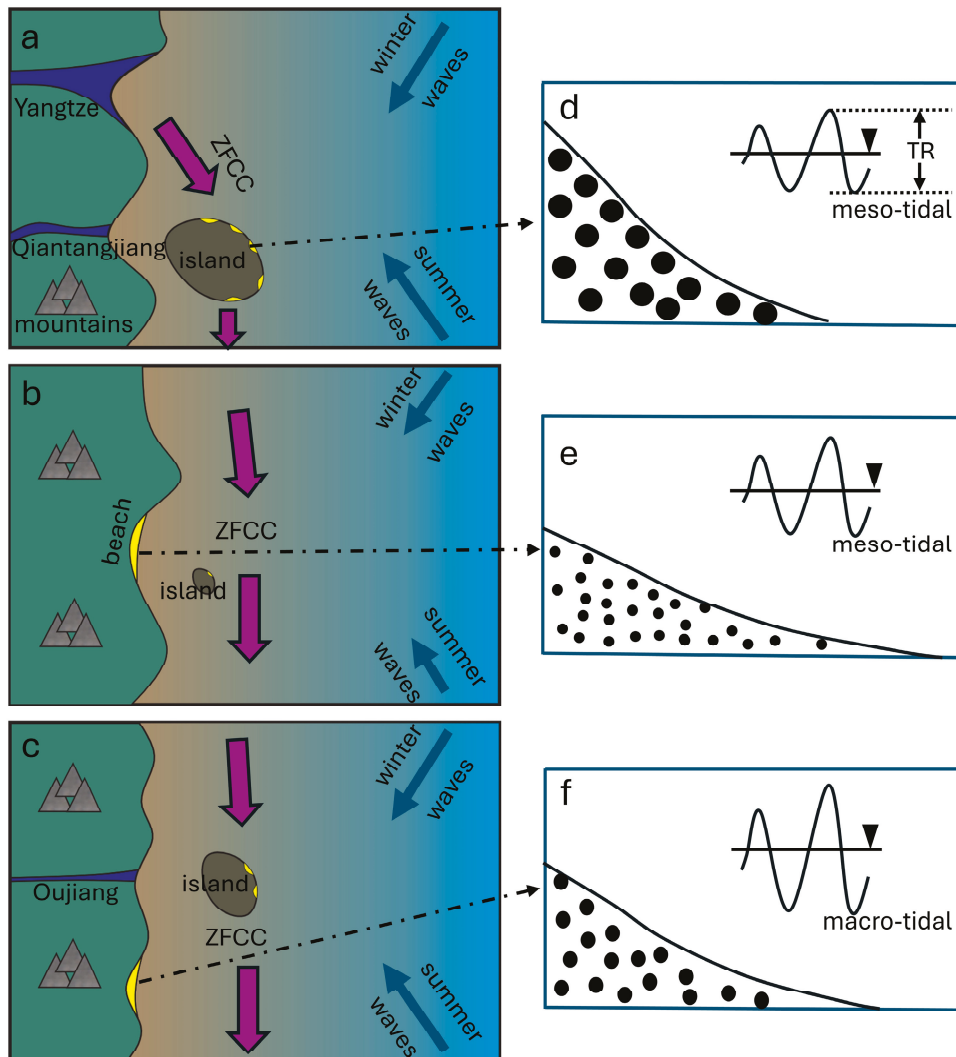 a
winter
waves
Yangtze
ZFCC
Qiantangjiang
island
summer
waves
mountains
d
TR
meso-tidal
b
winter
waves
beach
ZFCC
island
summer
waves
e
meso-tidal
c
winter
waves
island
Oujiang
ZFCC
summer
waves
f
macro-tidal